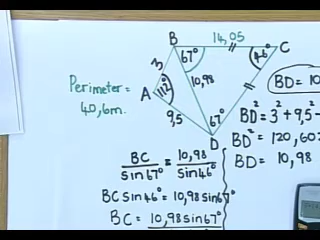 14,05
B
C
67°
46°
3
10,98
BD = 10
Perimeter =
40,6m.
A
112°
9,5
67°
D
BD² = 3² + 9,5² -
BD² = 120,60
BD = 10,98
BC / sin67° = 10,98 / sin46°
BC sin46° = 10,98 sin67°
BC = 10,98 sin67°